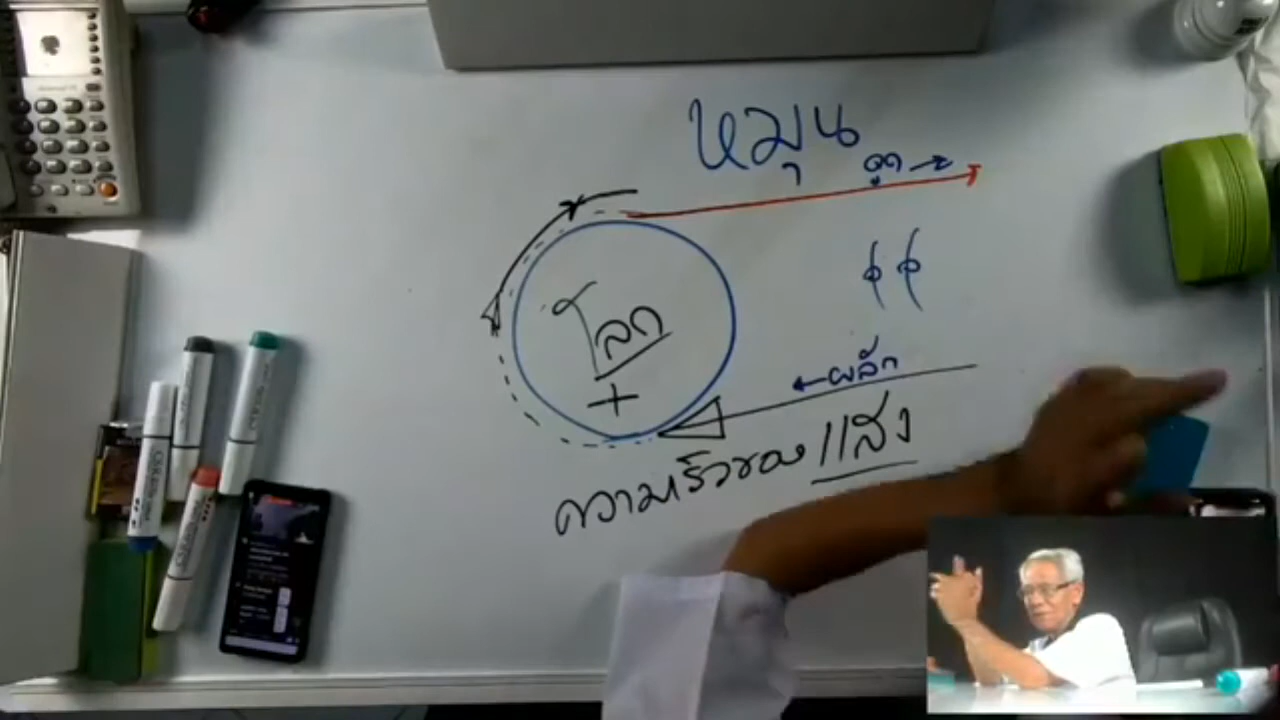 หมุน
ดูด →
โลก
+
← ผลัก
ความเร็วของแสง